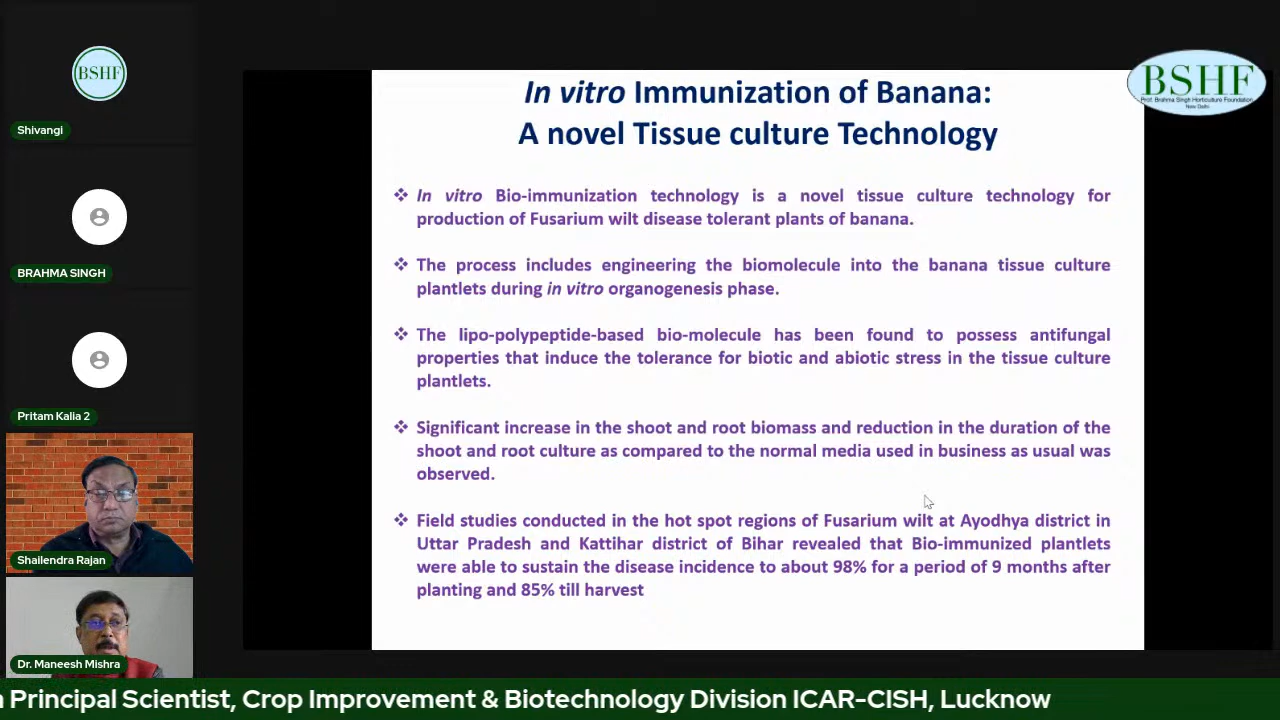 BSHF
Shivangi
BRAHMA SINGH
Pritam Kalia 2
Shailendra Rajan
Dr. Maneesh Mishra
BSHF
Prof. Brahma Singh Horticulture Foundation
New Delhi
In vitro Immunization of Banana:
A novel Tissue culture Technology
❖ In vitro Bio-immunization technology is a novel tissue culture technology for
production of Fusarium wilt disease tolerant plants of banana.
❖ The process includes engineering the biomolecule into the banana tissue culture
plantlets during in vitro organogenesis phase.
❖ The lipo-polypeptide-based bio-molecule has been found to possess antifungal
properties that induce the tolerance for biotic and abiotic stress in the tissue culture
plantlets.
❖ Significant increase in the shoot and root biomass and reduction in the duration of the
shoot and root culture as compared to the normal media used in business as usual was
observed.
❖ Field studies conducted in the hot spot regions of Fusarium wilt at Ayodhya district in
Uttar Pradesh and Kattihar district of Bihar revealed that Bio-immunized plantlets
were able to sustain the disease incidence to about 98% for a period of 9 months after
planting and 85% till harvest
Principal Scientist, Crop Improvement & Biotechnology Division ICAR-CISH, Lucknow